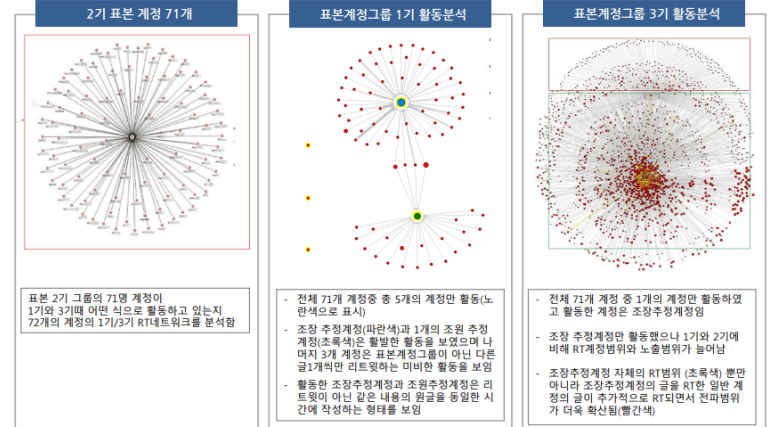 2기 표본 계정 71개
표본 2기 그룹의 71명 계정이
1기와 3기때 어떤 식으로 활동하고 있는지
72개의 계정의 1기/3기 RT네트워크를 분석함
표본계정그룹 1기 활동분석
- 전체 71개 계정중 총 5개의 계정만 활동(노
란색으로 표시)
- 조장 추정계정(파란색)과 1개의 조원 추정
계정(초록색)은 활발한 활동을 보였으며 나
머지 3개 계정은 표본계정그룹이 아닌 다른
글1개씩만 리트윗하는 미비한 활동을 보임
- 활동한 조장추정계정과 조원추정계정은 리
트윗이 아닌 같은 내용의 원글을 동일한 시
간에 작성하는 형태를 보임
표본계정그룹 3기 활동분석
- 전체 71개 계정 중 1개의 계정만 활동하였
고 활동한 계정은 조장추정계정임
- 조장 추정계정만 활동했으나 1기와 2기에
비해 RT계정범위와 노출범위가 늘어남
- 조장추정계정 자체의 RT범위 (초록색) 뿐만
아니라 조장추정계정의 글을 RT한 일반 계
정의 글이 추가적으로 RT되면서 전파범위
가 더욱 확산됨(빨간색)